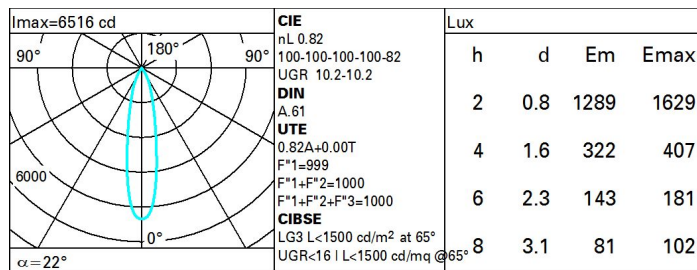 Imax=6516 cd
90°
180°
90°
6000
0°
α=22°
CIE
nL 0.82
100-100-100-100-82
UGR 10.2-10.2
DIN
A.61
UTE
0.82A+0.00T
F"1=999
F"1+F"2=1000
F"1+F"2+F"3=1000
CIBSE
LG3 L<1500 cd/m² at 65°
UGR<16 | L<1500 cd/mq @65°
Lux
h d Em Emax
2 0.8 1289 1629
4 1.6 322 407
6 2.3 143 181
8 3.1 81 102